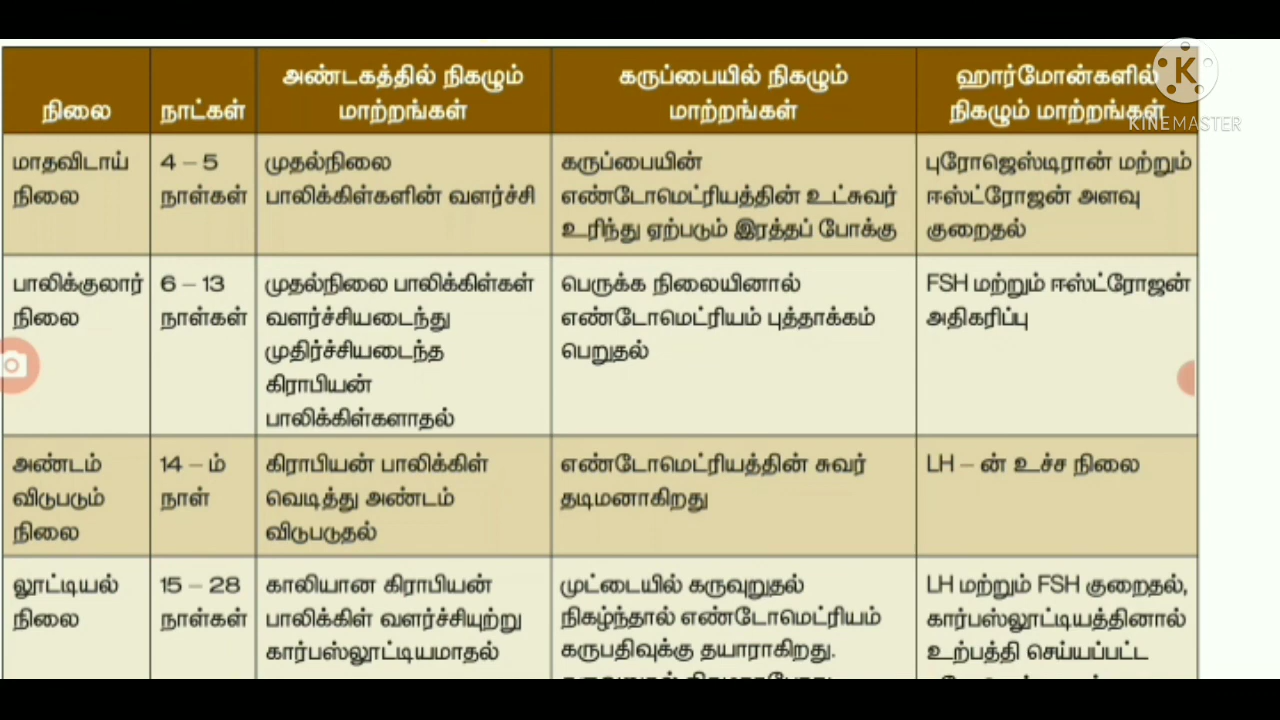 அண்டகத்தில் நிகழும்
கருப்பையில் நிகழும்
ஹார்மோன்களில்
நிலை
நாட்கள்
மாற்றங்கள்
மாற்றங்கள்
நிகழும் மாற்றங்கள்
K
KINEMASTER
மாதவிடாய்
நிலை
4 – 5
நாள்கள்
முதல்நிலை
பாலிக்கிள்களின் வளர்ச்சி
கருப்பையின்
எண்டோமெட்ரியத்தின் உட்சுவர்
உரிந்து ஏற்படும் இரத்தப் போக்கு
புரோஜெஸ்டிரான் மற்றும்
ஈஸ்ட்ரோஜன் அளவு
குறைதல்
பாலிக்குலார்
நிலை
6 – 13
நாள்கள்
முதல்நிலை பாலிக்கிள்கள்
வளர்ச்சியடைந்து
முதிர்ச்சியடைந்த
கிராபியன்
பாலிக்கிள்களாதல்
பெருக்க நிலையினால்
எண்டோமெட்ரியம் புத்தாக்கம்
பெறுதல்
FSH மற்றும் ஈஸ்ட்ரோஜன்
அதிகரிப்பு
அண்டம்
விடுபடும்
நிலை
14 – ம்
நாள்
கிராபியன் பாலிக்கிள்
வெடித்து அண்டம்
விடுபடுதல்
எண்டோமெட்ரியத்தின் சுவர்
தடிமனாகிறது
LH – ன் உச்ச நிலை
லூட்டியல்
நிலை
15 – 28
நாள்கள்
காலியான கிராபியன்
பாலிக்கிள் வளர்ச்சியுற்று
கார்பஸ்லூட்டியமாதல்
முட்டையில் கருவுறுதல்
நிகழ்ந்தால் எண்டோமெட்ரியம்
கருபதிவுக்கு தயாராகிறது.
LH மற்றும் FSH குறைதல்,
கார்பஸ்லூட்டியத்தினால்
உற்பத்தி செய்யப்பட்ட